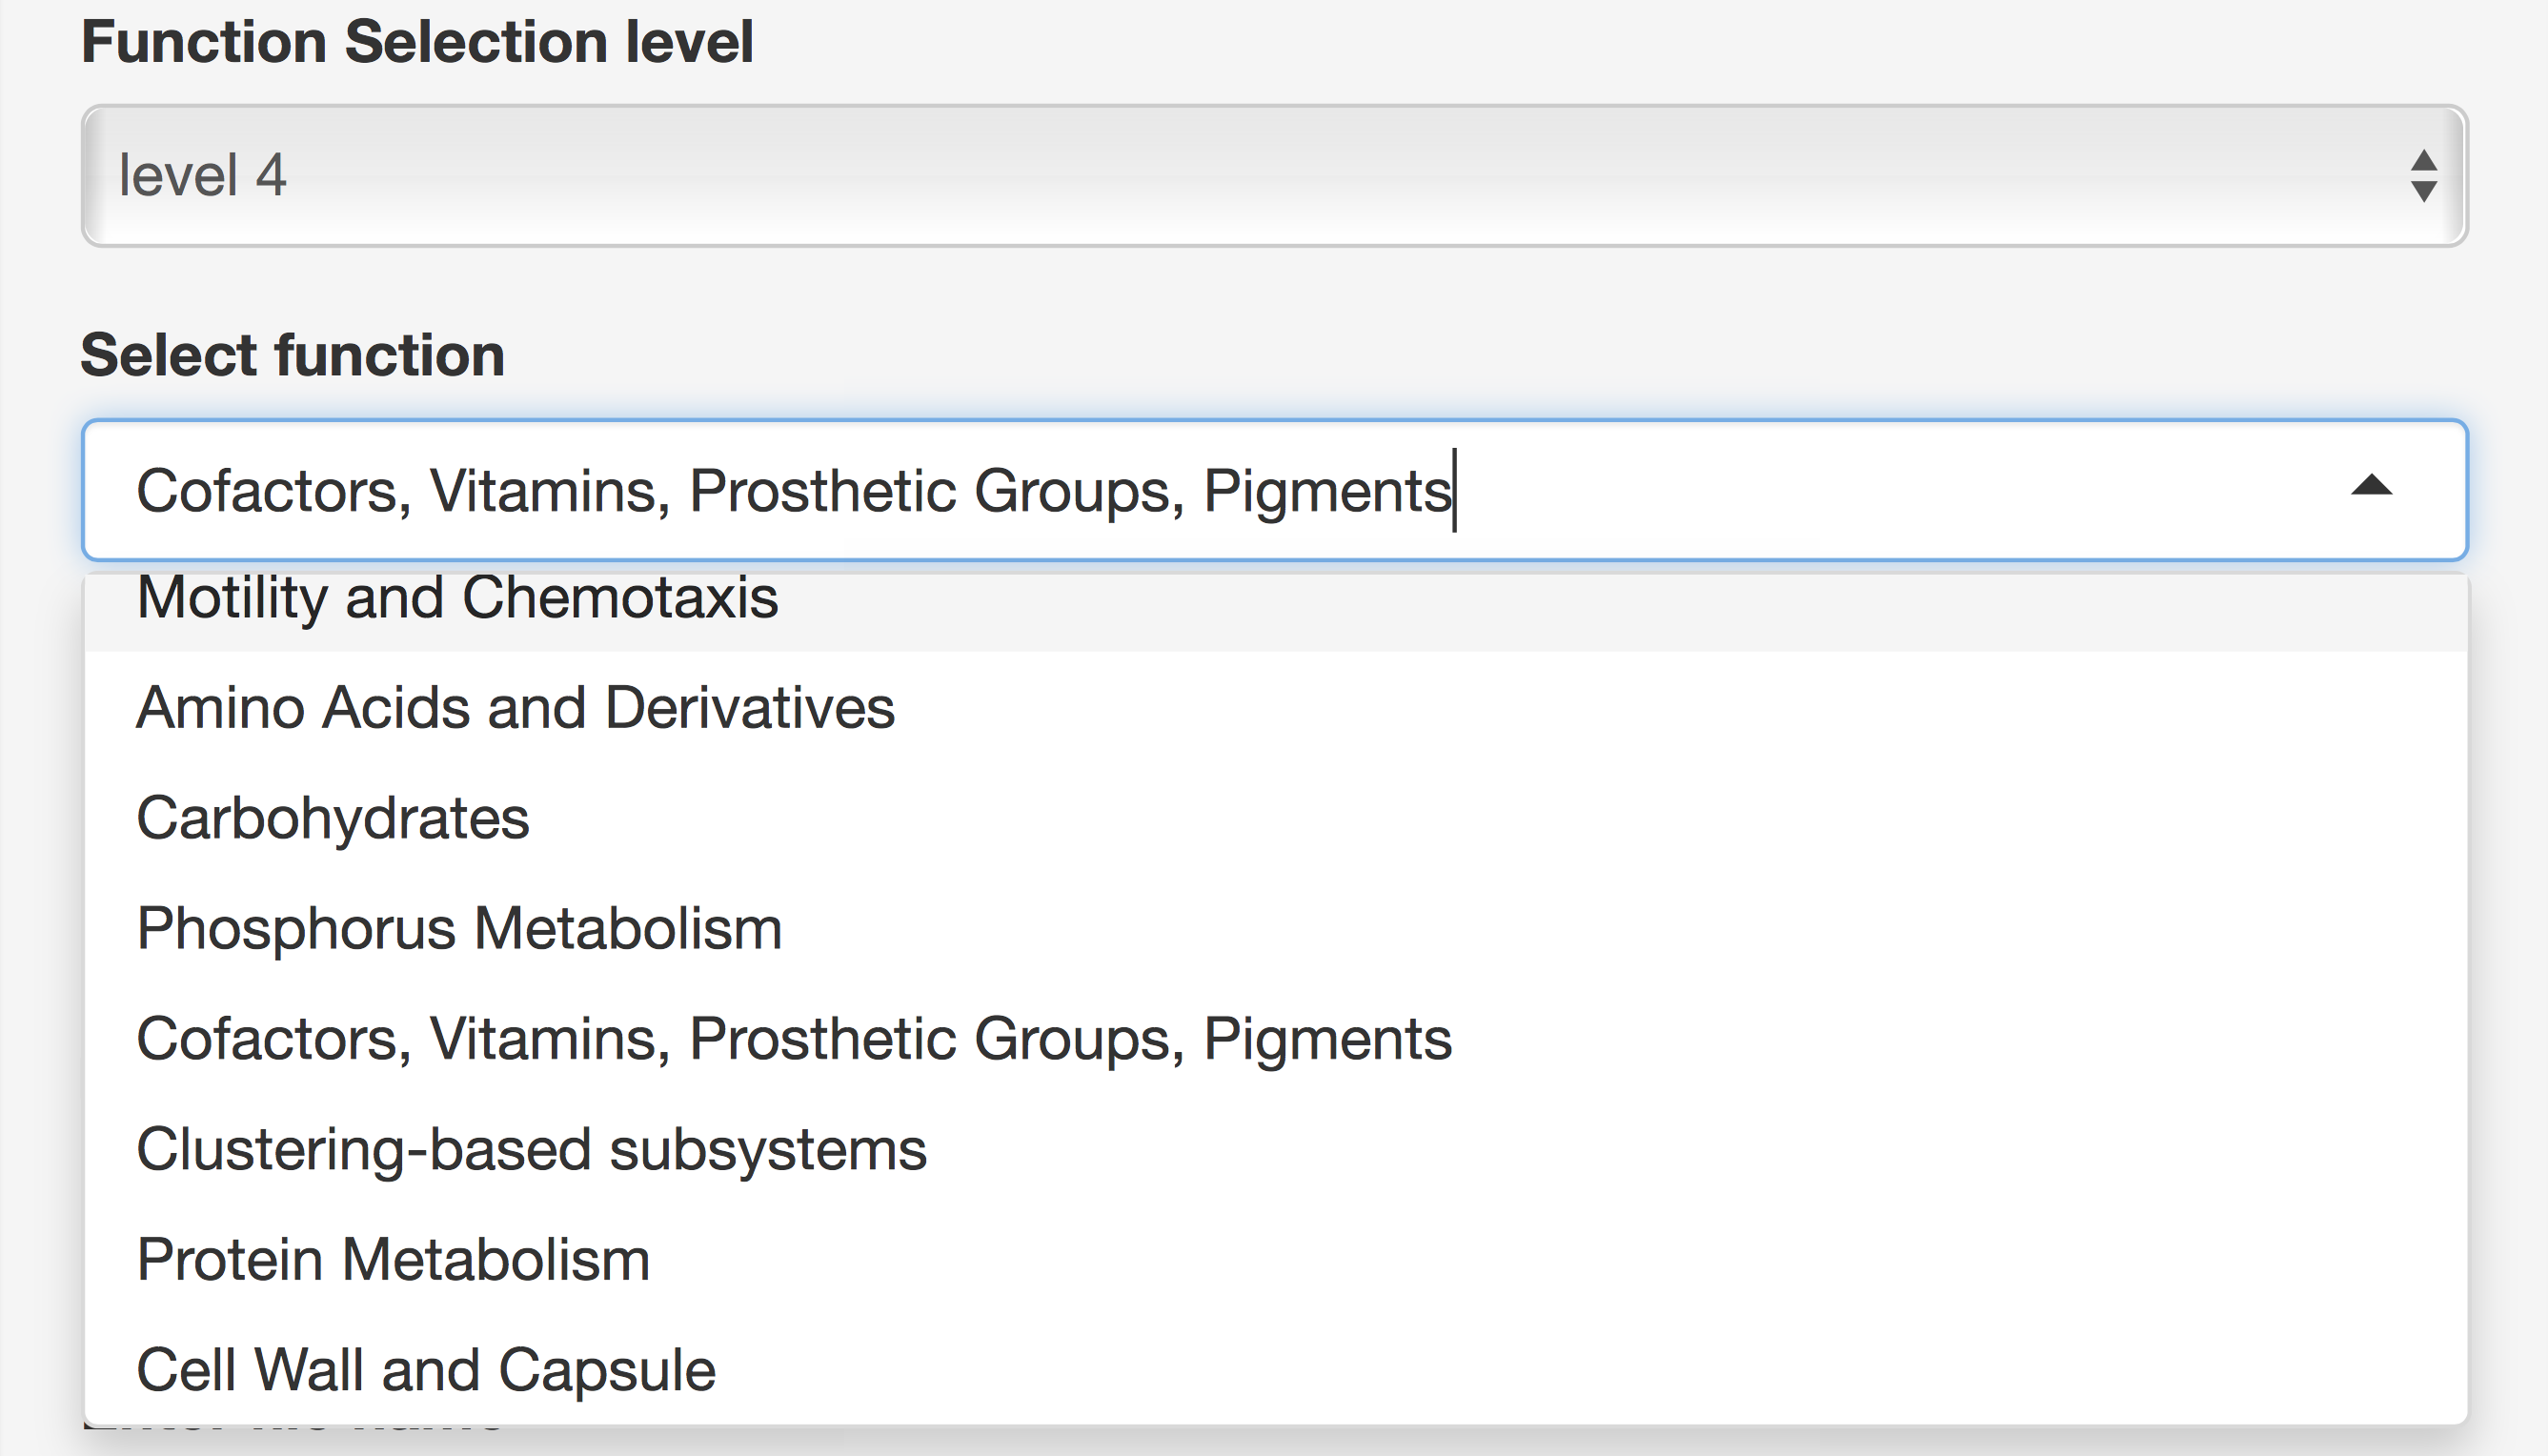 Function Selection level
level 4
Select function
Cofactors, Vitamins, Prosthetic Groups, Pigments
Motility and Chemotaxis
Amino Acids and Derivatives
Carbohydrates
Phosphorus Metabolism
Cofactors, Vitamins, Prosthetic Groups, Pigments
Clustering-based subsystems
Protein Metabolism
Cell Wall and Capsule